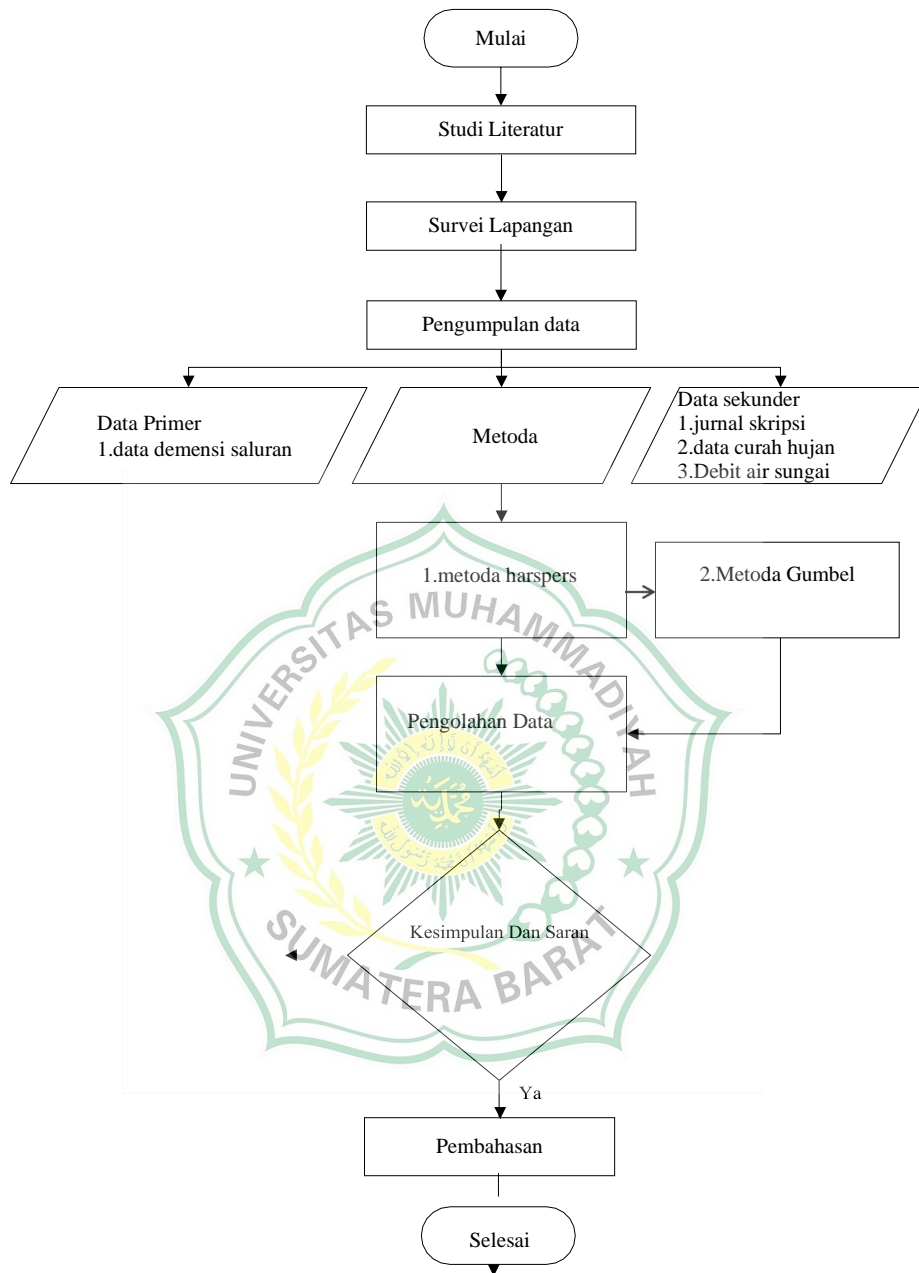 Mulai
Studi Literatur
Survei Lapangan
Pengumpulan data
Data Primer
1.data demensi saluran
Metoda
Data sekunder
1.jurnal skripsi
2.data curah hujan
3.Debit air sungai
1.metoda harspers
2.Metoda Gumbel
UNIVERSITAS MUHAMMADIYAH
Pengolahan Data
Kesimpulan Dan Saran
SUMATERA BARAT
Ya
Pembahasan
Selesai